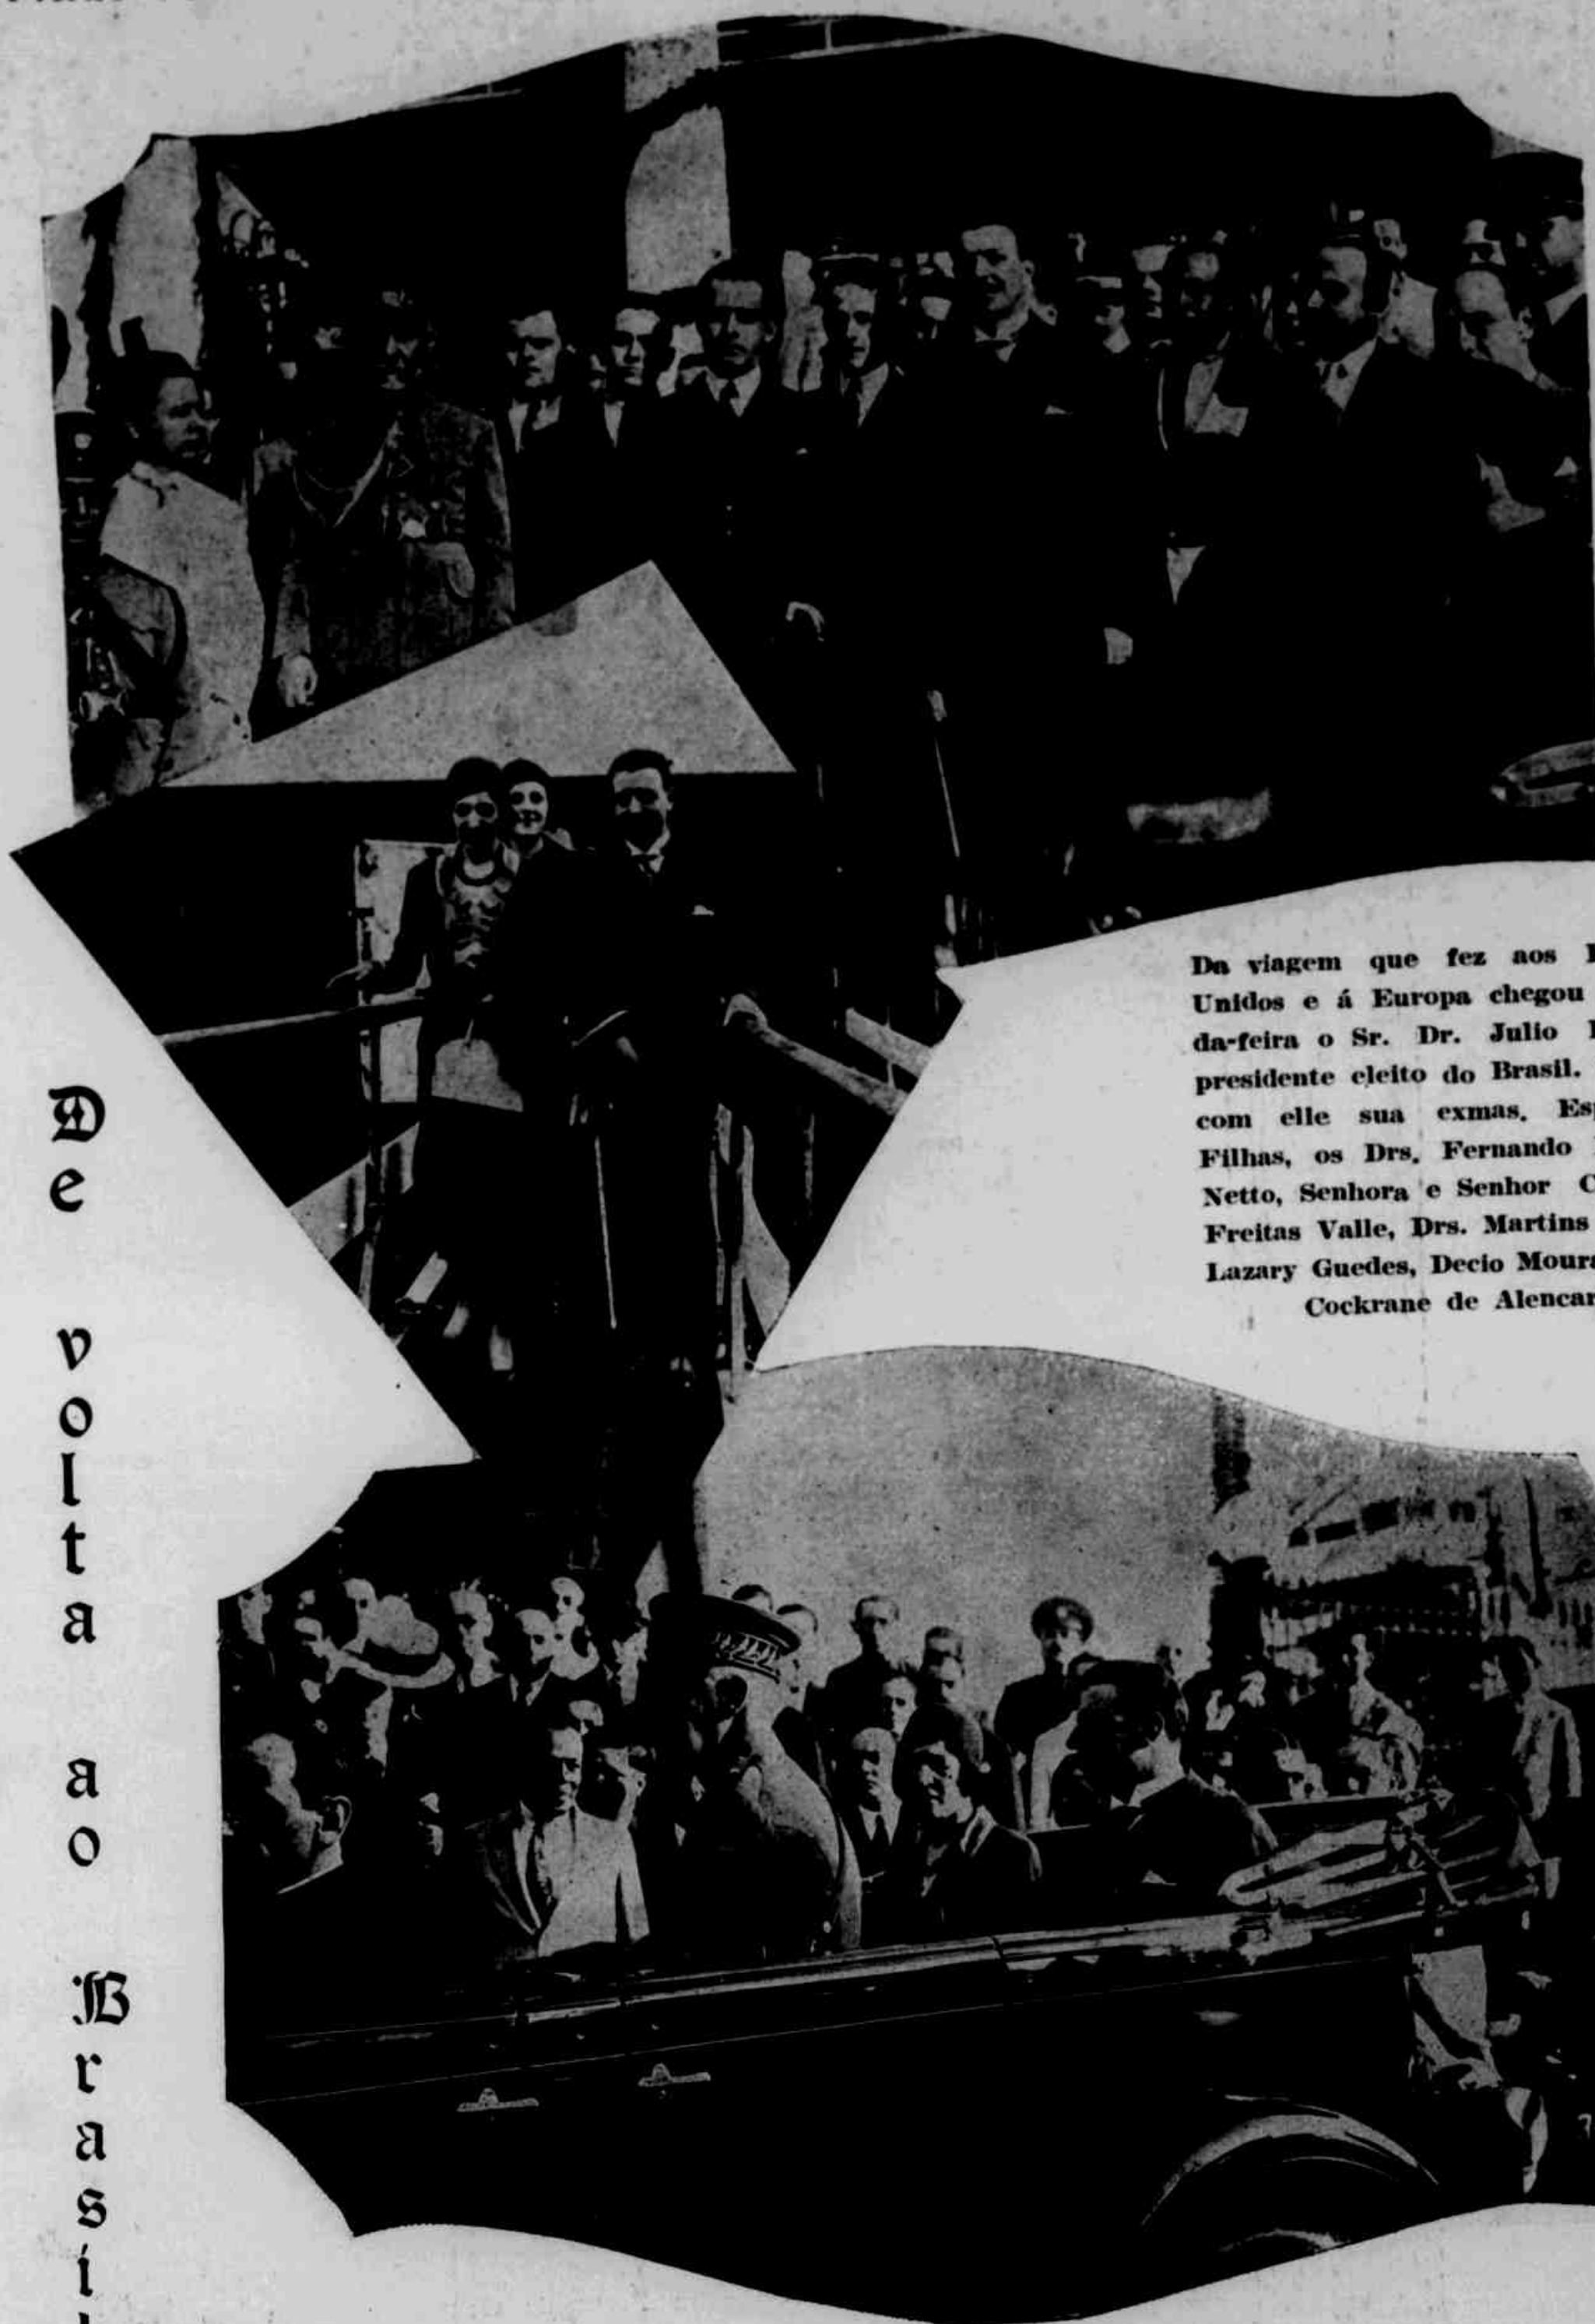 De volta ao Brasil
Da viagem que fez aos
Unidos e á Europa chegou
da-feira o Sr. Dr. Julio
presidente eleito do Brasil.
com elle sua exmas.
Filhas, os Drs. Fernando
Netto, Senhora e Senhor
Freitas Valle, Drs. Martins
Lazary Guedes, Decio Moura
Cockrane de Alencar